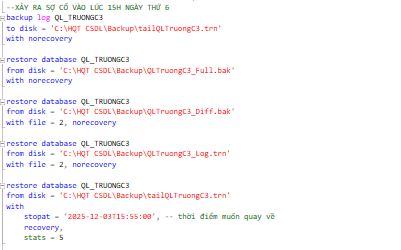 --XẢY RA SỰ CỐ VÀO LÚC 15H NGÀY THỨ 6
backup log QL_TRUONGC3
to disk = 'C:\HQT CSDL\Backup\tailQLTruongC3.trn'
with norecovery
restore database QL_TRUONGC3
from disk = 'C:\HQT CSDL\Backup\QLTruongC3_Full.bak'
with norecovery
restore database QL_TRUONGC3
from disk = 'C:\HQT CSDL\Backup\QLTruongC3_Diff.bak'
with file = 2, norecovery
restore database QL_TRUONGC3
from disk = 'C:\HQT CSDL\Backup\QLTruongC3_Log.trn'
with file = 2, norecovery
restore database QL_TRUONGC3
from disk = 'C:\HQT CSDL\Backup\tailQLTruongC3.trn'
with
stopat = '2025-12-03T15:55:00', -- thời điểm muốn quay về
recovery,
stats = 5